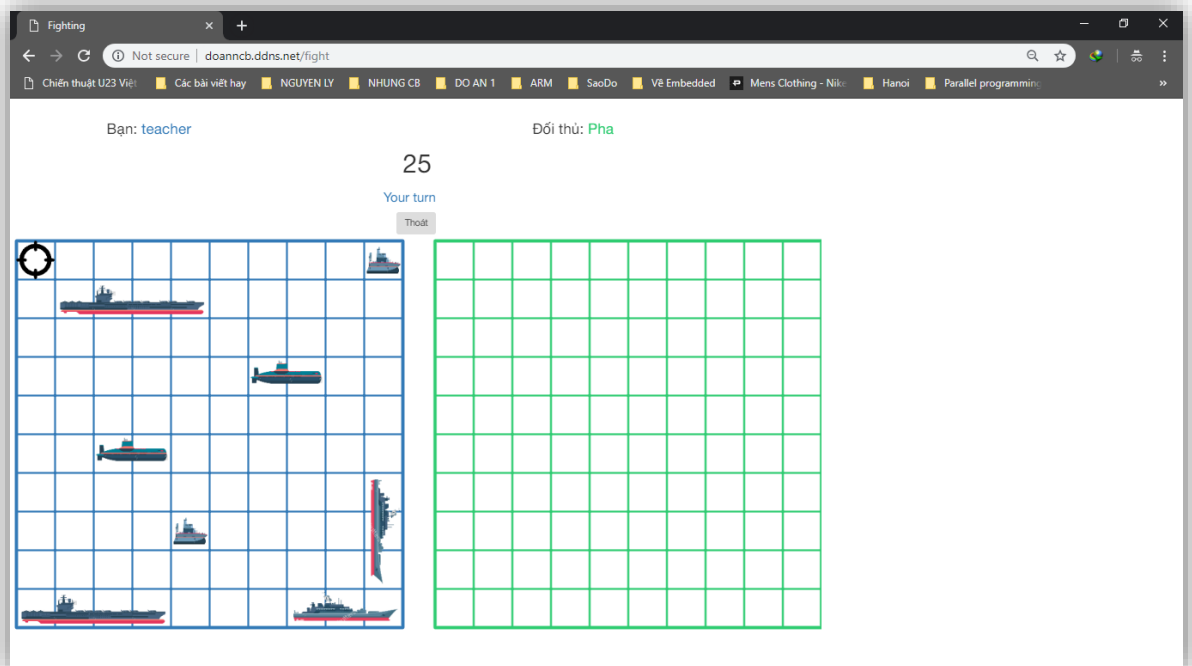 Fighting
Not secure | doanncb.ddns.net/fight
Chiến thuật U23 Việt Các bài viết hay NGUYEN LY NHUNG CB DO AN 1 ARM SaoDo Về Embedded Mens Clothing - Nike Hanoi Parallel programming
Bạn: teacher Đối thủ: Pha
25
Your turn
Thoát